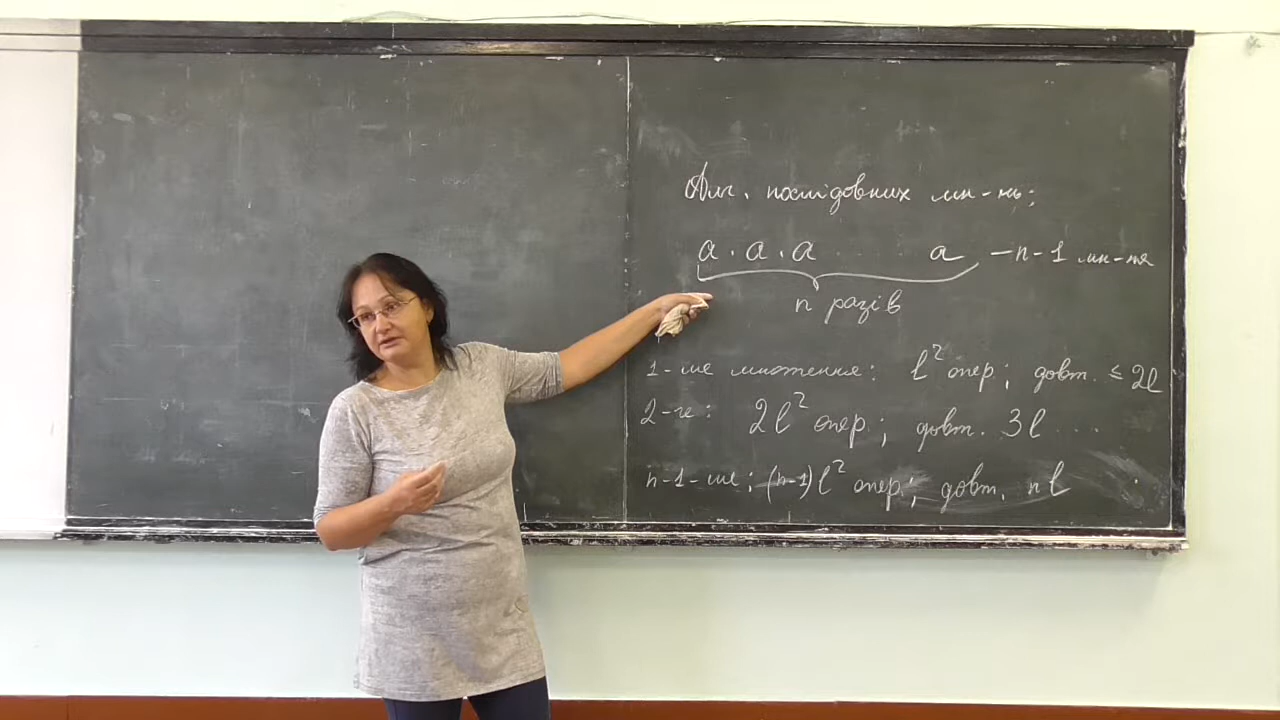 Алг. послідовних мн-нь:
a · a · a . . . . a – n-1 мн-ня
n разів
1-ше множення: l² опер; довж. ≤ 2l
2-ге: 2l² опер; довж. 3l ...
n-1-ше: (n-1)l² опер; довж. nl